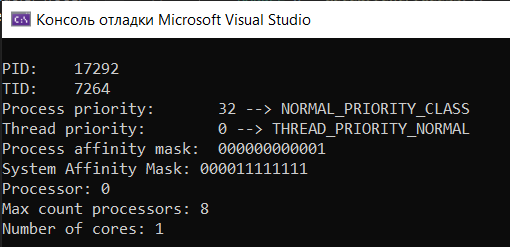 Консоль отладки Microsoft Visual Studio
PID:    17292
TID:    7264
Process priority:       32 --> NORMAL_PRIORITY_CLASS
Thread priority:        0 --> THREAD_PRIORITY_NORMAL
Process affinity mask:  000000000001
System Affinity Mask: 000011111111
Processor: 0
Max count processors: 8
Number of cores: 1